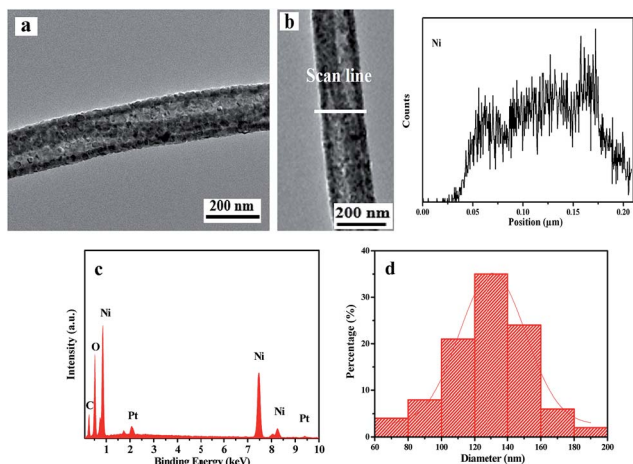 a
200 nm
b
Scan line
200 nm
Ni
Counts
0.00 0.05 0.10 0.15 0.20
Position (µm)
c
Intensity (a.u.)
C
O
Ni
Pt
Ni
Ni
Pt
1 2 3 4 5 6 7 8 9 10
Binding Energy (keV)
d
Percentage (%)
40
30
20
10
0
60 80 100 120 140 160 180 200
Diameter (nm)